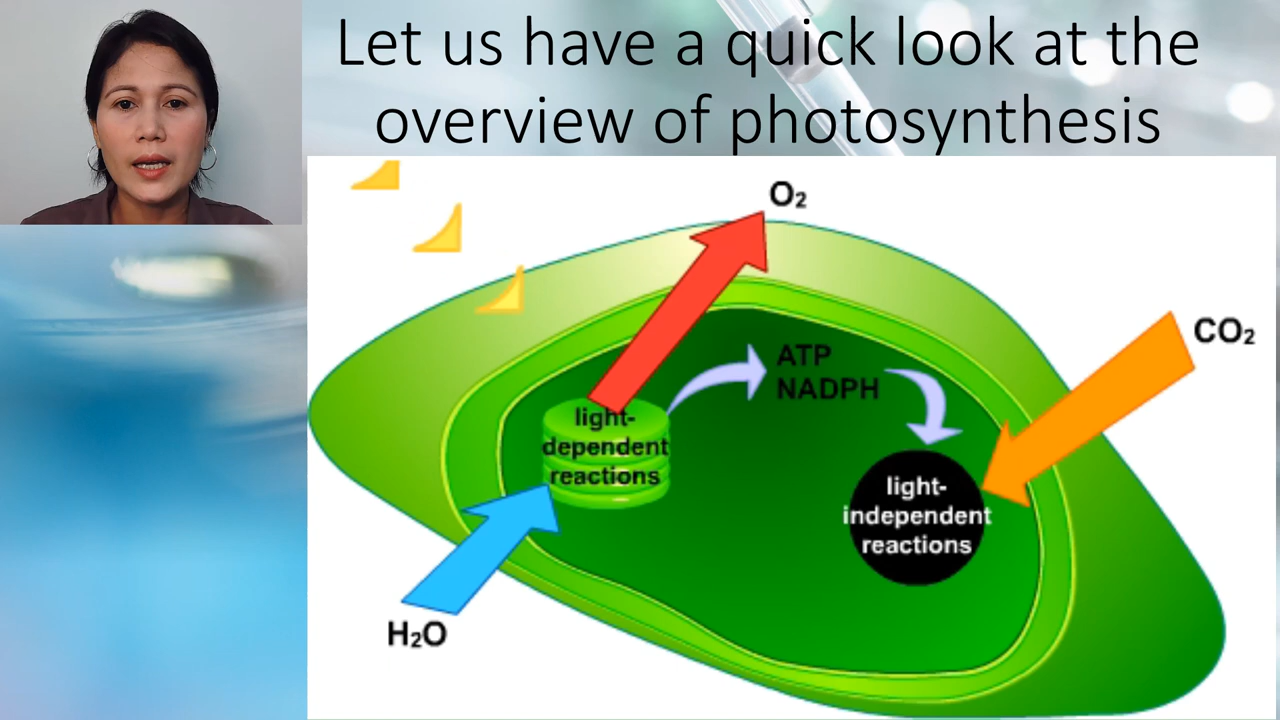 Let us have a quick look at the
overview of photosynthesis
O₂
CO₂
ATP
NADPH
light-
dependent
reactions
light-
independent
reactions
H₂O